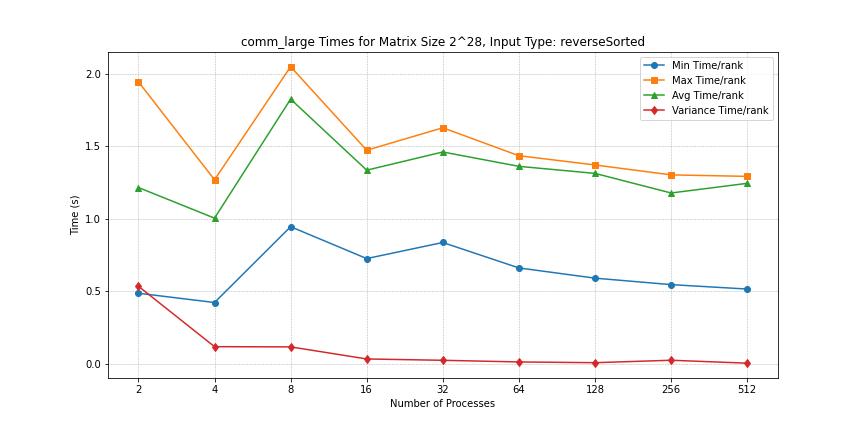 comm_large Times for Matrix Size 2^28, Input Type: reverseSorted
Min Time/rank
Max Time/rank
Avg Time/rank
Variance Time/rank
Time (s)
2.0
1.5
1.0
0.5
0.0
2 4 8 16 32 64 128 256 512
Number of Processes